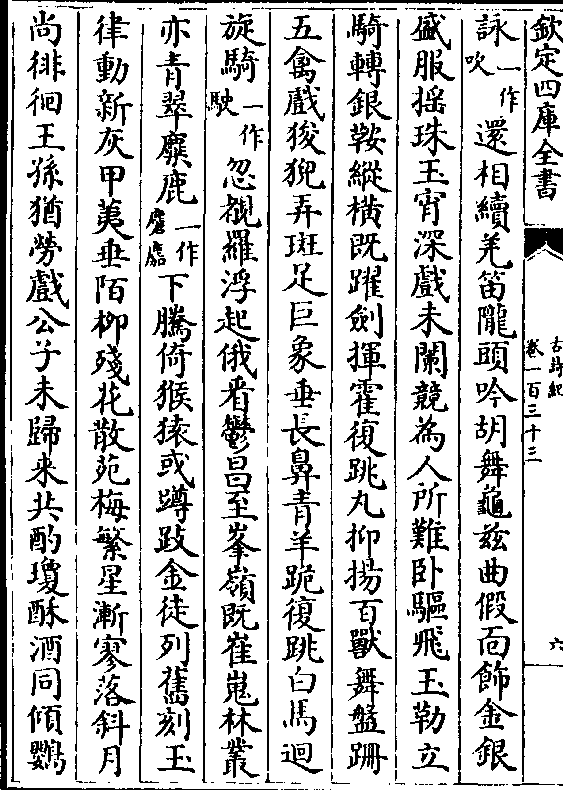 欽定四庫全書
古詩紀
卷一百三十三
六
詠一作吹還相續羌笛隴頭吟胡舞龜兹曲假面飾金銀
盛服揺珠玉宵深戲未闌競為人所難卧驅飛玉勒立
騎轉銀鞍縱横既躍劍揮霍復跳丸抑揚百獸舞盤跚
五禽戲狻猊弄斑足巨象垂長鼻青羊跪復跳白馬迴
旋騎一作駛忽覩羅浮起俄看鬱昌至峯嶺既崔嵬林叢
亦青翠麋鹿一作下騰倚猴猿或蹲跂金徒列舊刻玉
律動新灰甲荑垂陌柳殘花散苑梅繁星漸寥落斜月
尚徘徊王孫猶勞戲公子未歸来共酌瓊酥酒同傾鸚